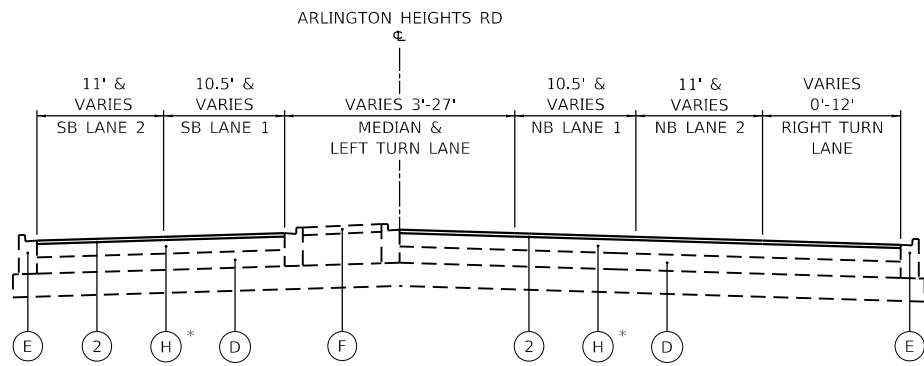 ARLINGTON HEIGHTS RD
℄
11' &
VARIES
SB LANE 2
10.5' &
VARIES
SB LANE 1
VARIES 3'-27'
MEDIAN &
LEFT TURN LANE
10.5' &
VARIES
NB LANE 1
11' &
VARIES
NB LANE 2
VARIES
0'-12'
RIGHT TURN
LANE
E
2
H *
D
F
2
H *
D
E